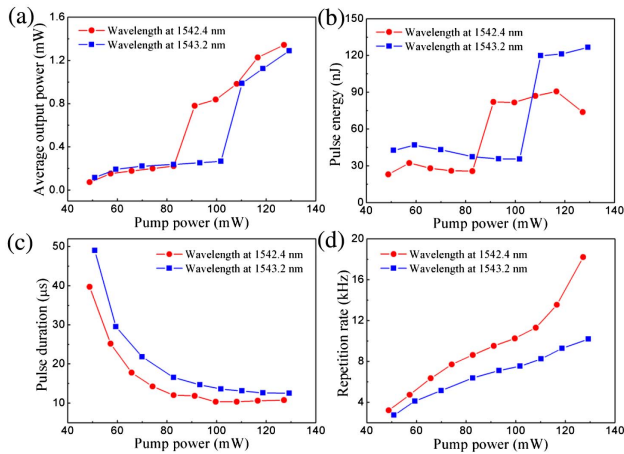 (a)
Wavelength at 1542.4 nm
Wavelength at 1543.2 nm
Average output power (mW)
1.6
1.2
0.8
0.4
0.0
40 60 80 100 120 140
Pump power (mW)
(b)
Wavelength at 1542.4 nm
Wavelength at 1543.2 nm
Pulse energy (nJ)
150
120
90
60
30
0
40 60 80 100 120 140
Pump power (mW)
(c)
Wavelength at 1542.4 nm
Wavelength at 1543.2 nm
Pulse duration (μs)
50
40
30
20
10
40 60 80 100 120 140
Pump power (mW)
(d)
Wavelength at 1542.4 nm
Wavelength at 1543.2 nm
Repetition rate (kHz)
20
16
12
8
4
40 60 80 100 120 140
Pump power (mW)